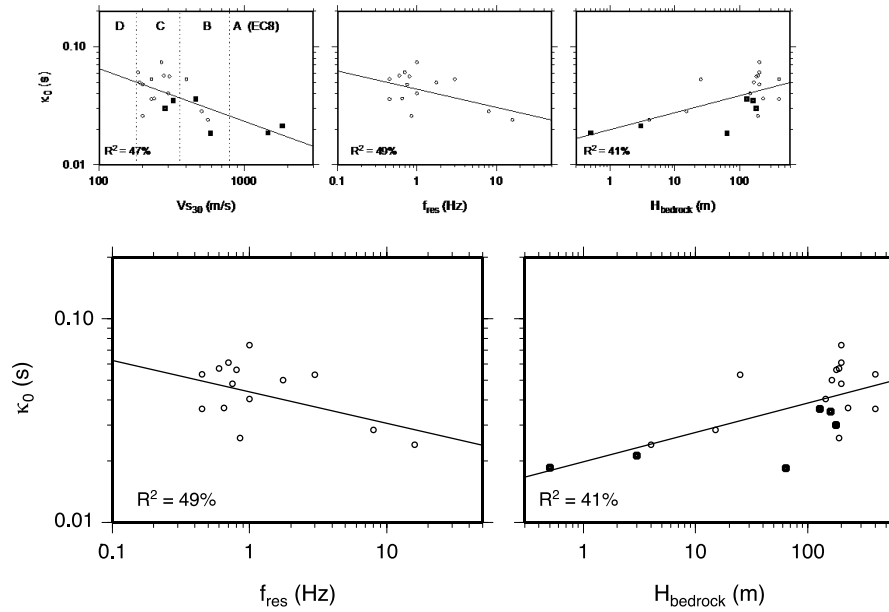 D C B A (EC8)
0.10
0.01
κ0 (s)
R2 = 47%
100 1000
Vs30 (m/s)
R2 = 49%
0.1 1 10
fres (Hz)
R2 = 41%
1 10 100
Hbedrock (m)
0.10
0.01
κ0 (s)
R2 = 49%
0.1 1 10
fres (Hz)
R2 = 41%
1 10 100
Hbedrock (m)